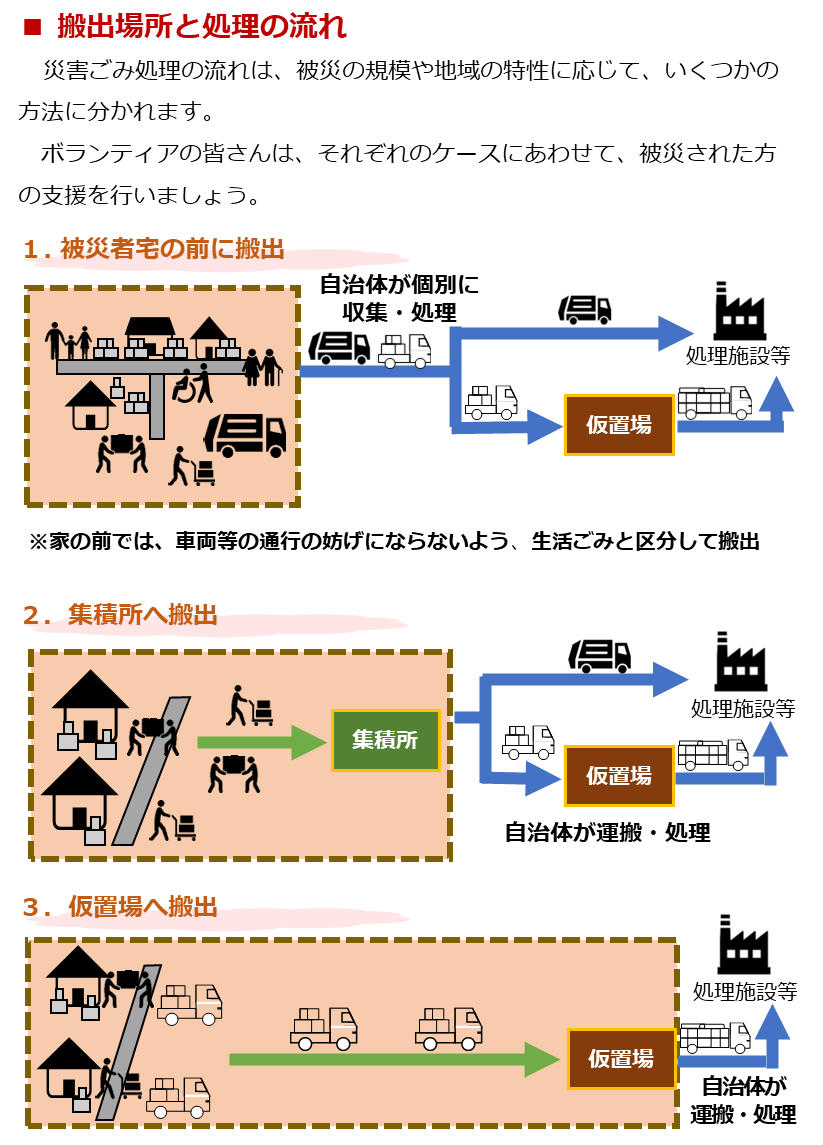 ■ 搬出場所と処理の流れ
災害ごみ処理の流れは、被災の規模や地域の特性に応じて、いくつかの
方法に分かれます。
ボランティアの皆さんは、それぞれのケースにあわせて、被災された方
の支援を行いましょう。
１．被災者宅の前に搬出
自治体が個別に
収集・処理
処理施設等
仮置場
※家の前では、車両等の通行の妨げにならないよう、生活ごみと区分して搬出
２．集積所へ搬出
処理施設等
集積所
仮置場
自治体が運搬・処理
３．仮置場へ搬出
処理施設等
仮置場
自治体が
運搬・処理